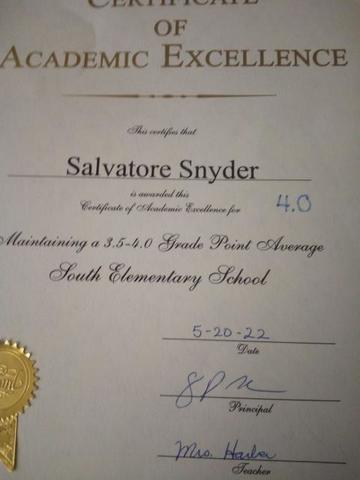 CERTIFICATE
OF
ACADEMIC EXCELLENCE
This certifies that
Salvatore Snyder
is awarded this
Certificate of Academic Excellence for 4.0
Maintaining a 3.5-4.0 Grade Point Average
South Elementary School
5-20-22
Date
Principal
Mrs.
Teacher